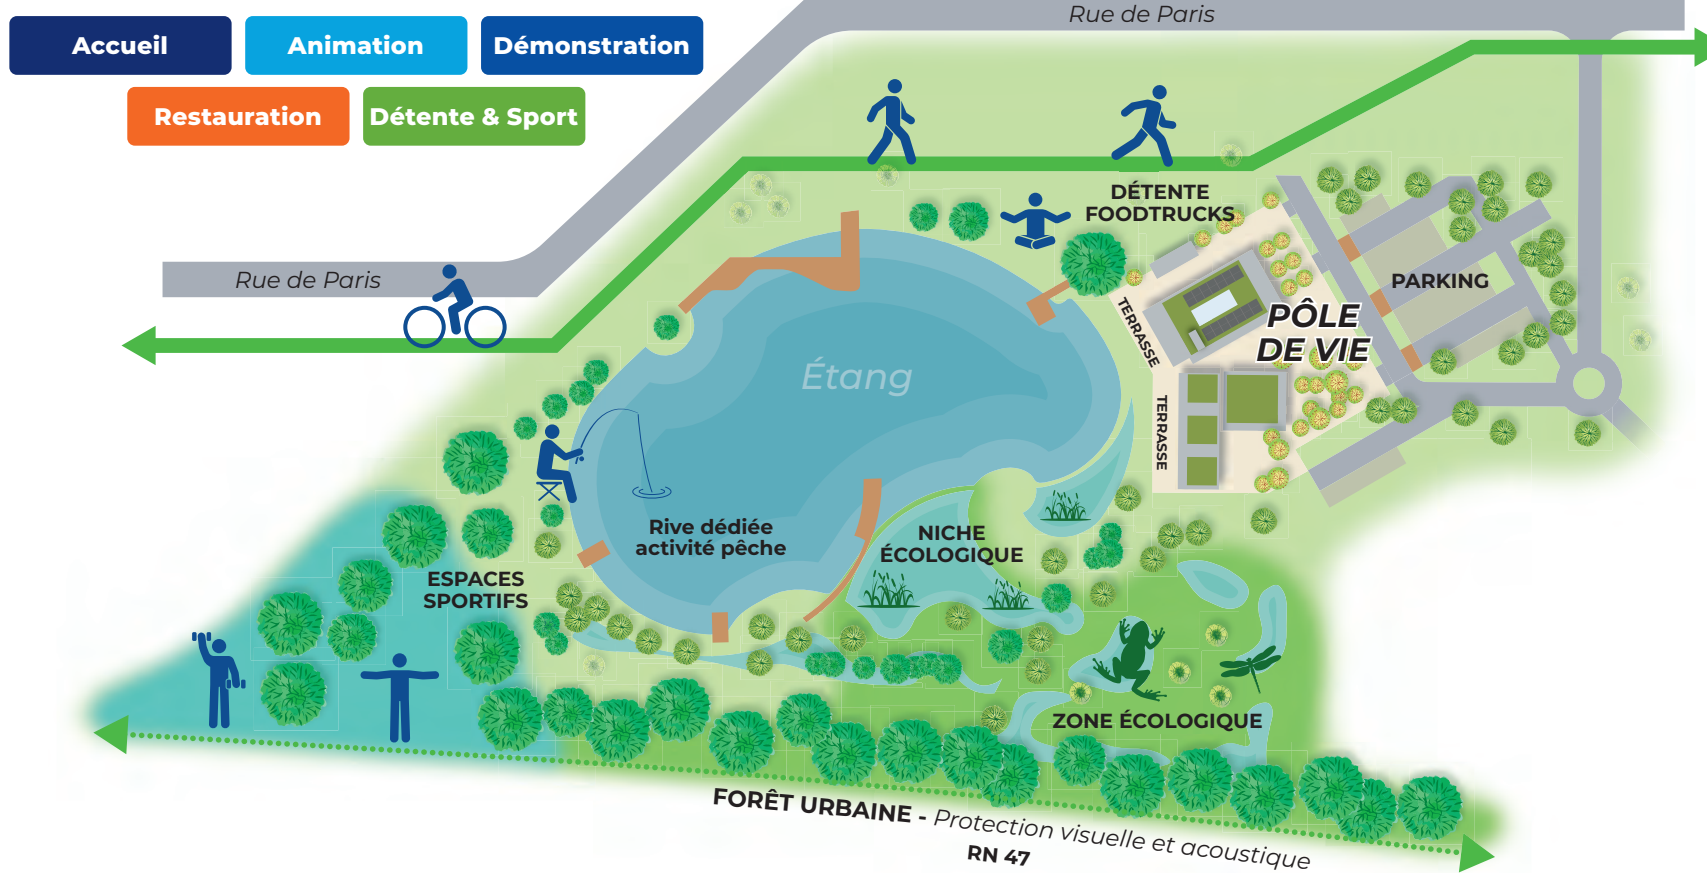 Accueil
Animation
Démonstration
Restauration
Détente & Sport
Rue de Paris
Rue de Paris
DÉTENTE
FOODTRUCKS
PARKING
PÔLE
DE VIE
TERRASSE
TERRASSE
Étang
Rive dédiée
activité pêche
NICHE
ÉCOLOGIQUE
ESPACES
SPORTIFS
ZONE ÉCOLOGIQUE
FORÊT URBAINE - Protection visuelle et acoustique
RN 47